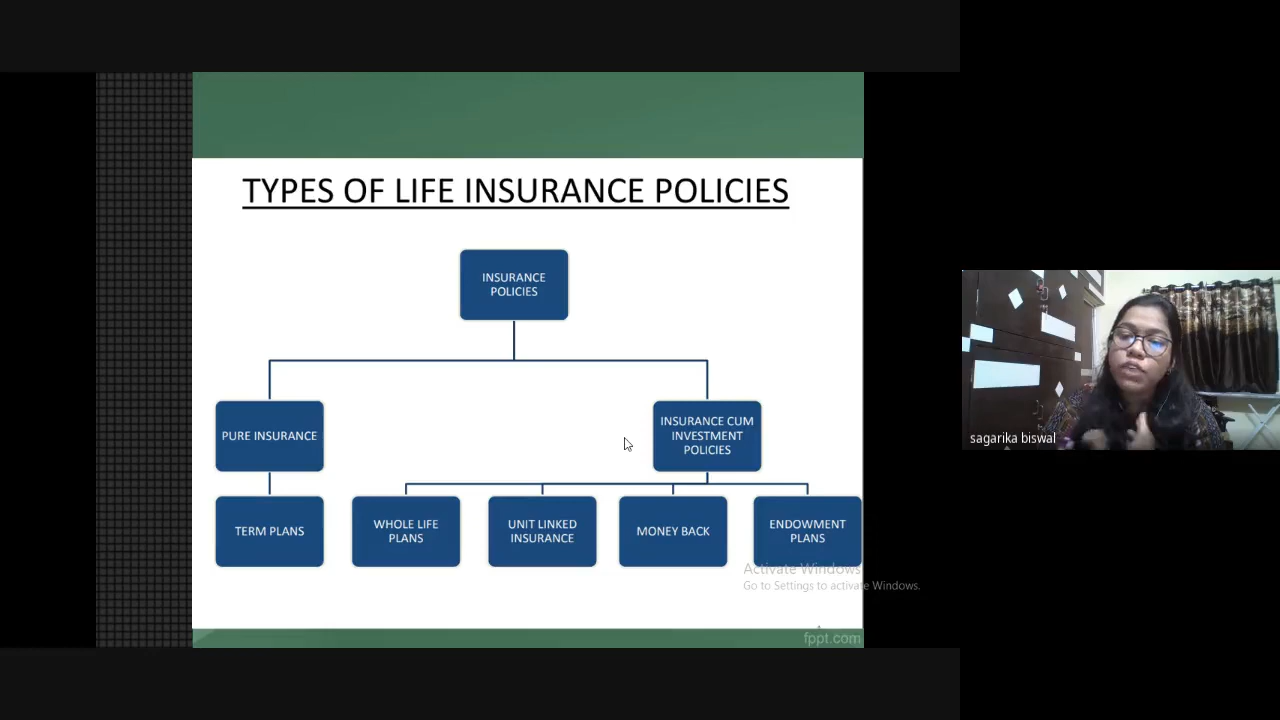 TYPES OF LIFE INSURANCE POLICIES
INSURANCE
POLICIES
PURE INSURANCE
INSURANCE CUM
INVESTMENT
POLICIES
TERM PLANS
WHOLE LIFE
PLANS
UNIT LINKED
INSURANCE
MONEY BACK
ENDOWMENT
PLANS
Activate Windows
Go to Settings to activate Windows.
fppt.com
sagarika biswal